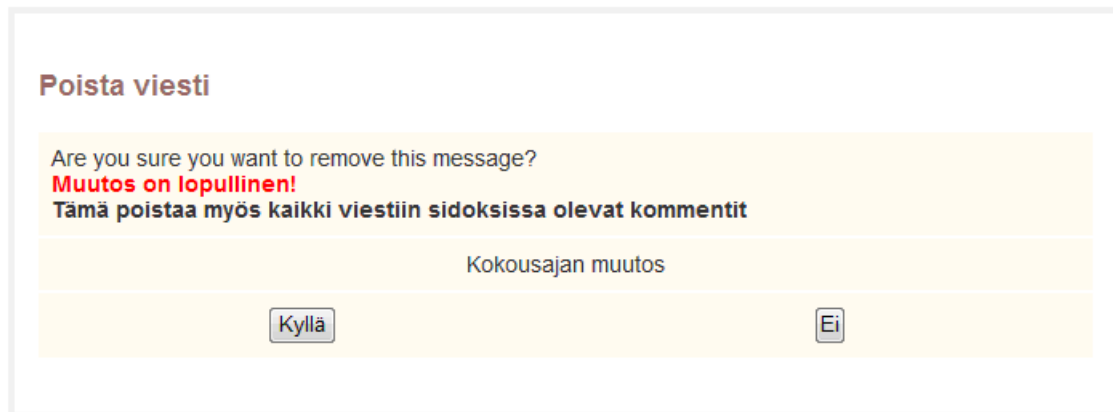 Poista viesti
Are you sure you want to remove this message?
Muutos on lopullinen!
Tämä poistaa myös kaikki viestiin sidoksissa olevat kommentit
Kokousajan muutos
Kyllä
Ei